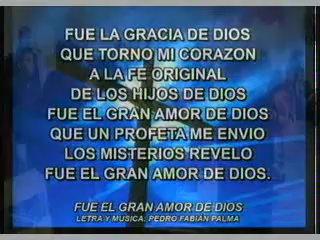 FUE LA GRACIA DE DIOS
QUE TORNO MI CORAZON
A LA FE ORIGINAL
DE LOS HIJOS DE DIOS
FUE EL GRAN AMOR DE DIOS
QUE UN PROFETA ME ENVIO
LOS MISTERIOS REVELO
FUE EL GRAN AMOR DE DIOS.
FUE EL GRAN AMOR DE DIOS
LETRA Y MUSICA: PEDRO FABIAN PALMA